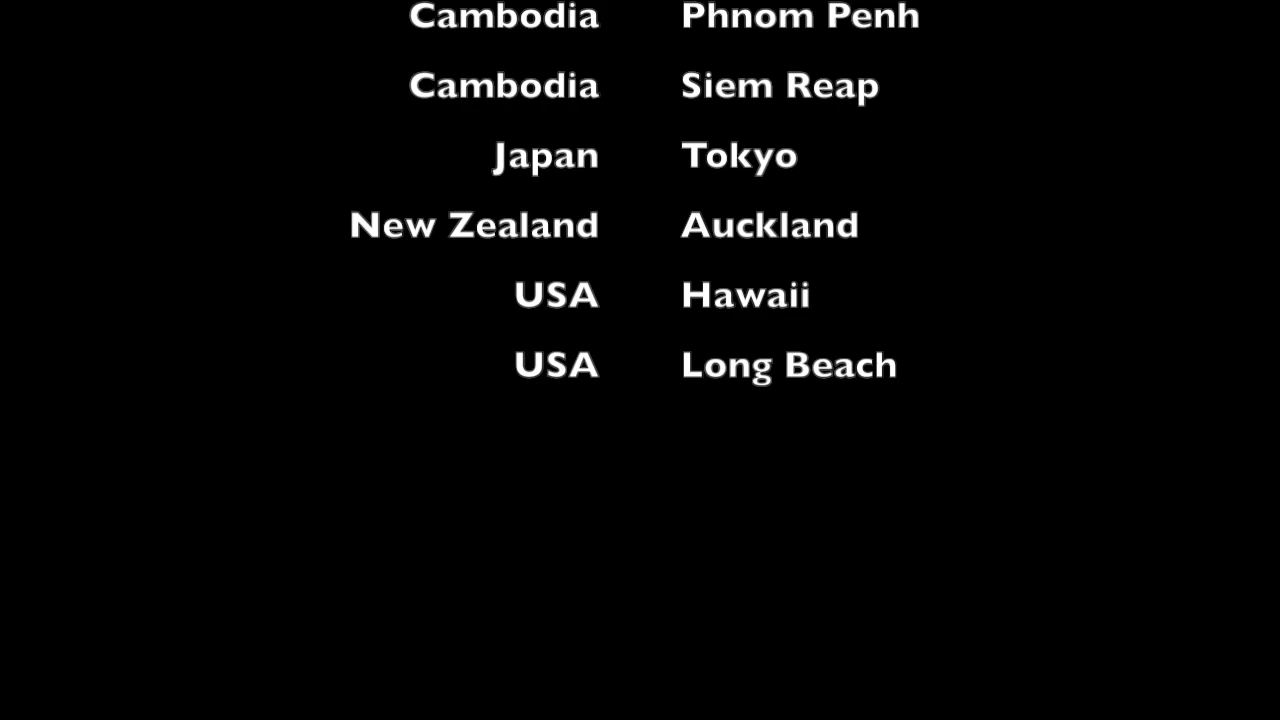 Cambodia Phnom Penh
Cambodia Siem Reap
Japan Tokyo
New Zealand Auckland
USA Hawaii
USA Long Beach